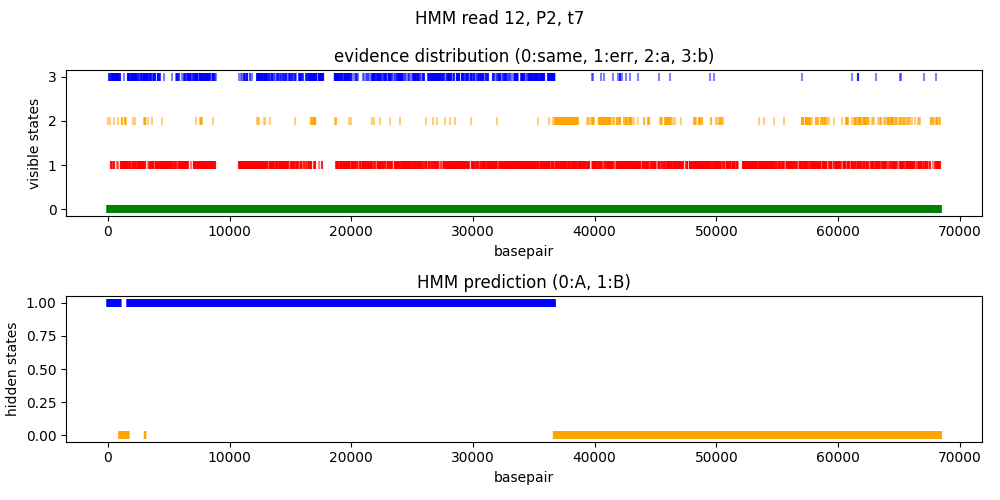 HMM read 12, P2, t7
evidence distribution (0:same, 1:err, 2:a, 3:b)
visible states
3
2
1
0
0 10000 20000 30000 40000 50000 60000 70000
basepair
HMM prediction (0:A, 1:B)
hidden states
1.00
0.75
0.50
0.25
0.00
0 10000 20000 30000 40000 50000 60000 70000
basepair